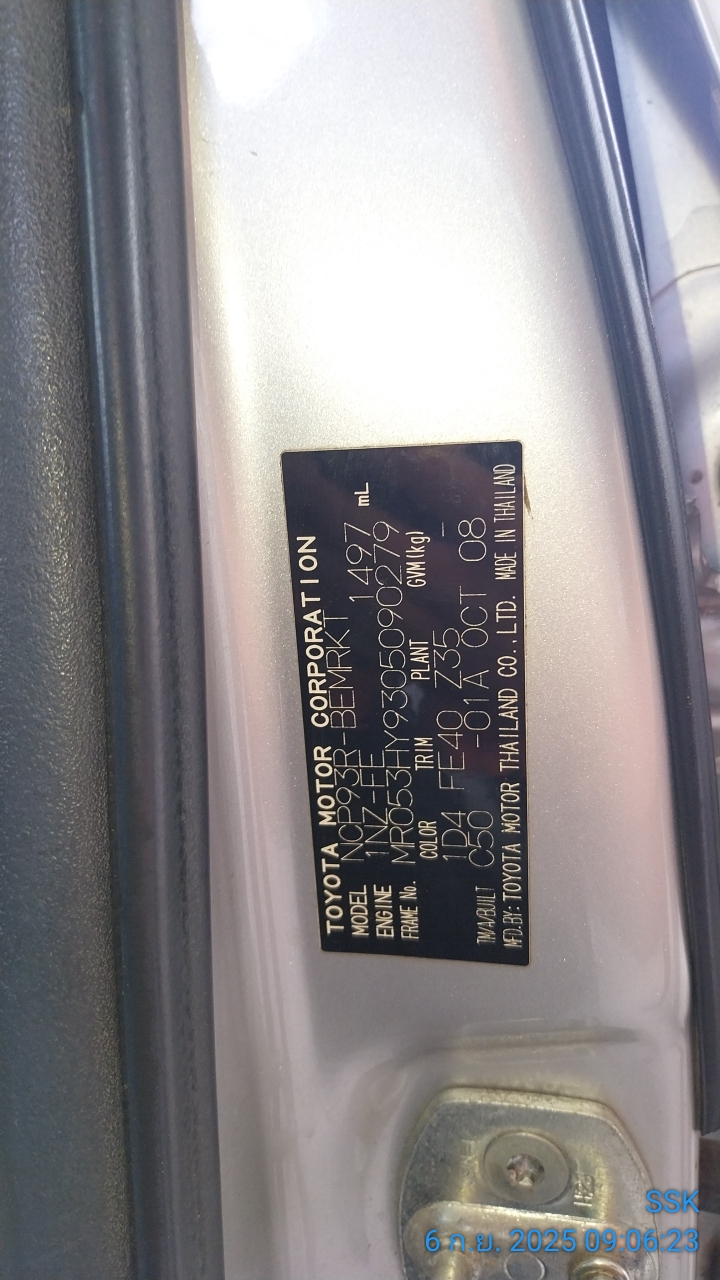 TOYOTA MOTOR CORPORATION
MODEL NCP93R-BEMRKT 1497 mL
ENGINE 1NZ-FE
FRAME No. MR053HY9305090279
COLOR TRIM PLANT GVM(kg)
1D4 FE40 Z35 -
TM/A/BUILT C50 -01A OCT 08
MFD.BY: TOYOTA MOTOR THAILAND CO.,LTD. MADE IN THAILAND
SSK
6 ก.ย. 2025 09:06:23